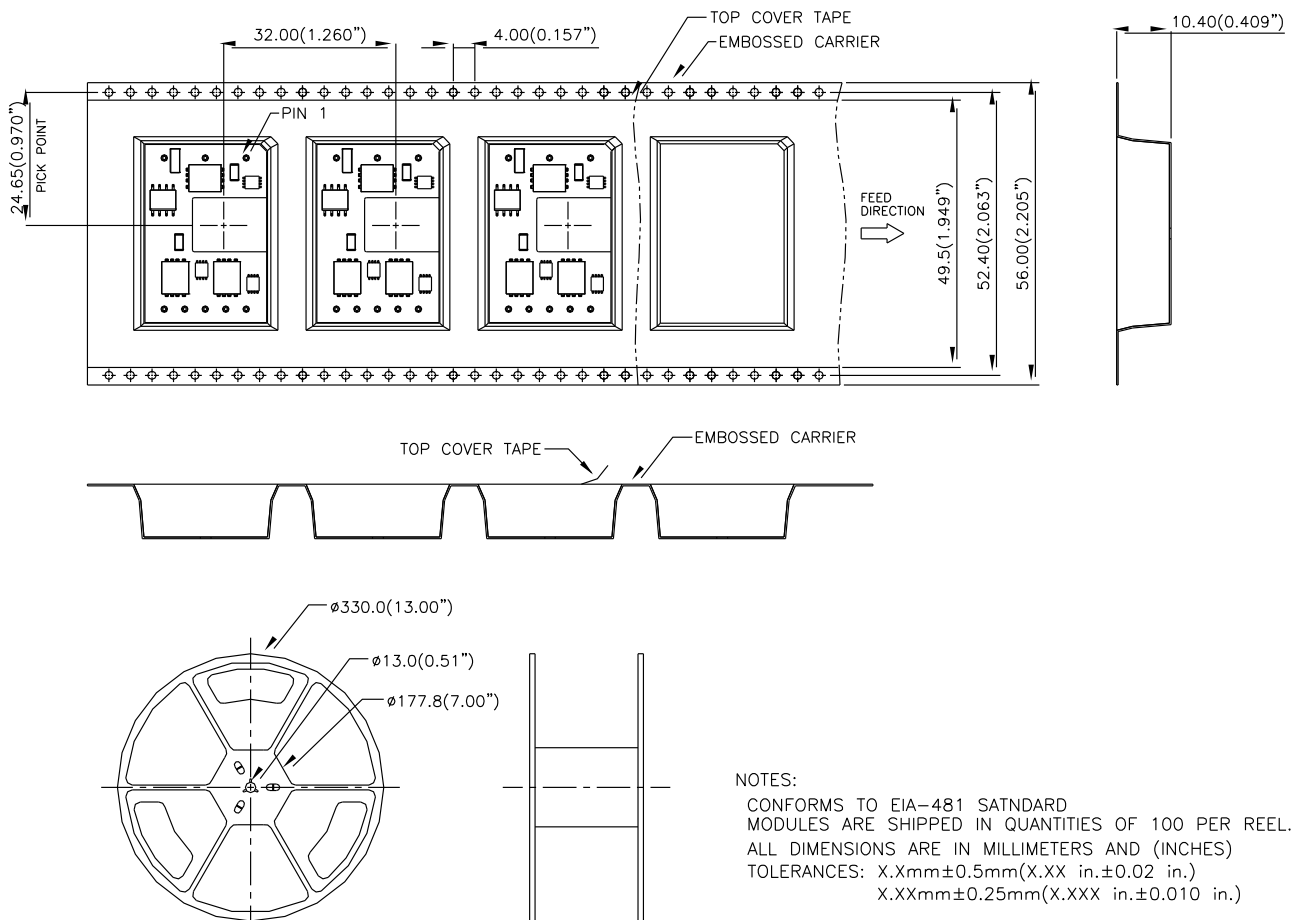 TOP COVER TAPE
10.40(0.409”)
32.00(1.260”)
4.00(0.157”)
EMBOSSED CARRIER
24.65(0.970”)
PICK POINT
PIN 1
FEED
DIRECTION
49.5(1.949”)
52.40(2.063”)
56.00(2.205”)
TOP COVER TAPE
EMBOSSED CARRIER
ø330.0(13.00”)
ø13.0(0.51”)
ø177.8(7.00”)
NOTES:
CONFORMS TO EIA-481 SATNDARD
MODULES ARE SHIPPED IN QUANTITIES OF 100 PER REEL.
ALL DIMENSIONS ARE IN MILLIMETERS AND (INCHES)
TOLERANCES: X.Xmm±0.5mm(X.XX in.±0.02 in.)
X.XXmm±0.25mm(X.XXX in.±0.010 in.)